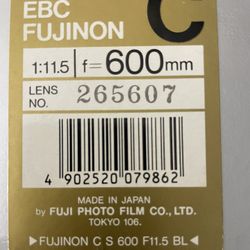 EBC
FUJINON C
1:11.5 f=600mm
LENS
NO. 265607
4 902520 079862
MADE IN JAPAN
by FUJI PHOTO FILM CO., LTD.
TOKYO 106.
▷ FUJINON C S 600 F11.5 BL ◁